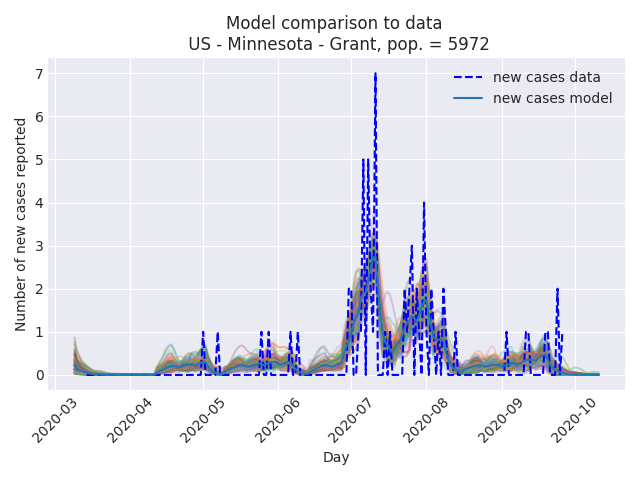 Model comparison to data
US - Minnesota - Grant, pop. = 5972
Number of new cases reported
7
6
5
4
3
2
1
0
new cases data
new cases model
2020-03
2020-04
2020-05
2020-06
2020-07
2020-08
2020-09
2020-10
Day